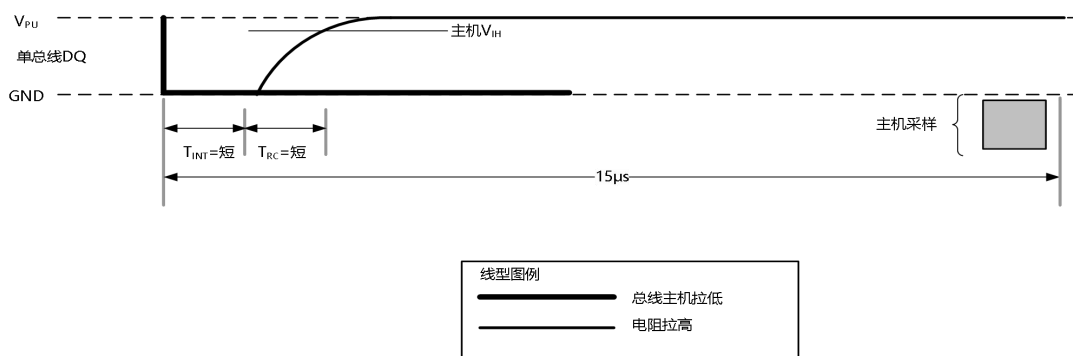 VPU
主机VIH
单总线DQ
GND
主机采样
TINT=短
TRC=短
15μs
线型图例
总线主机拉低
电阻拉高